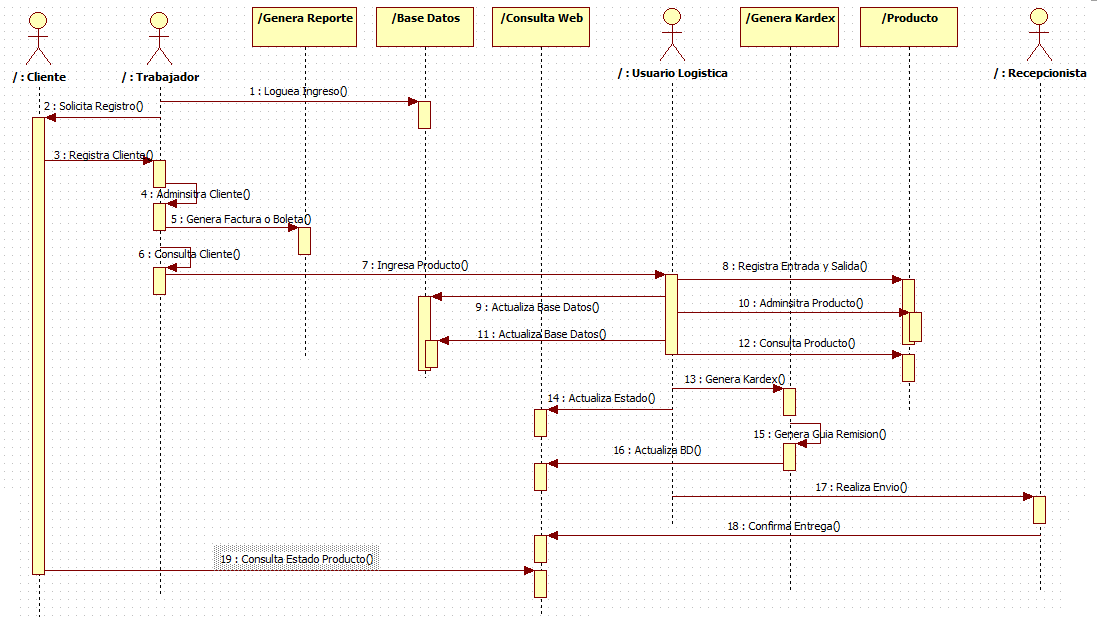 /Genera Reporte
/Base Datos
/Consulta Web
/Genera Kardex
/Producto
/ : Cliente
/ : Trabajador
/ : Usuario Logistica
/ : Recepcionista
1 : Loguea Ingreso()
2 : Solicita Registro()
3 : Registra Cliente()
4 : Adminsitra Cliente()
5 : Genera Factura o Boleta()
6 : Consulta Cliente()
7 : Ingresa Producto()
8 : Registra Entrada y Salida()
9 : Actualiza Base Datos()
10 : Adminsitra Producto()
11 : Actualiza Base Datos()
12 : Consulta Producto()
13 : Genera Kardex()
14 : Actualiza Estado()
15 : Genera Guia Remision()
16 : Actualiza BD()
17 : Realiza Envio()
18 : Confirma Entrega()
19 : Consulta Estado Producto()